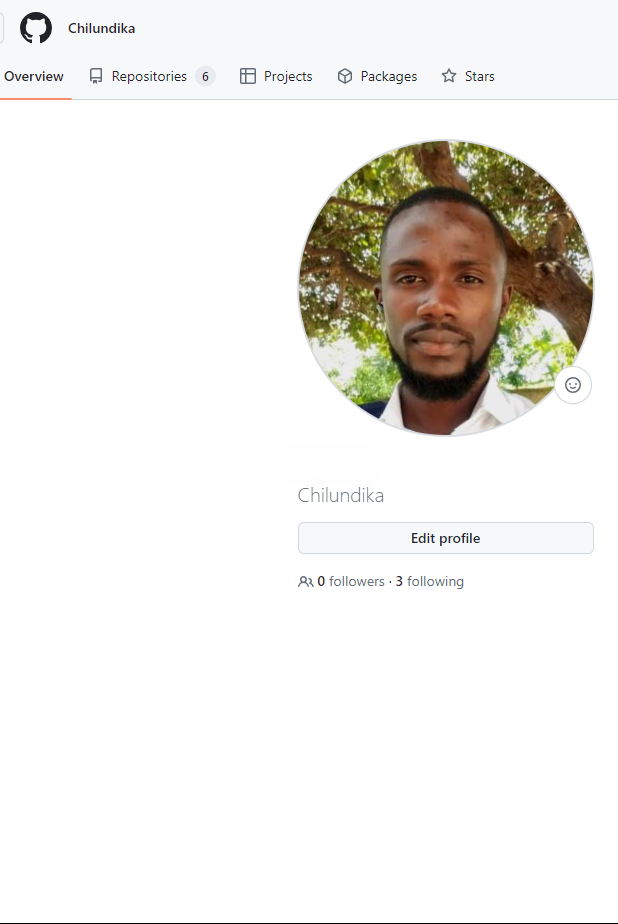 Chilundika
Overview Repositories 6 Projects Packages Stars
Chilundika
Edit profile
0 followers · 3 following